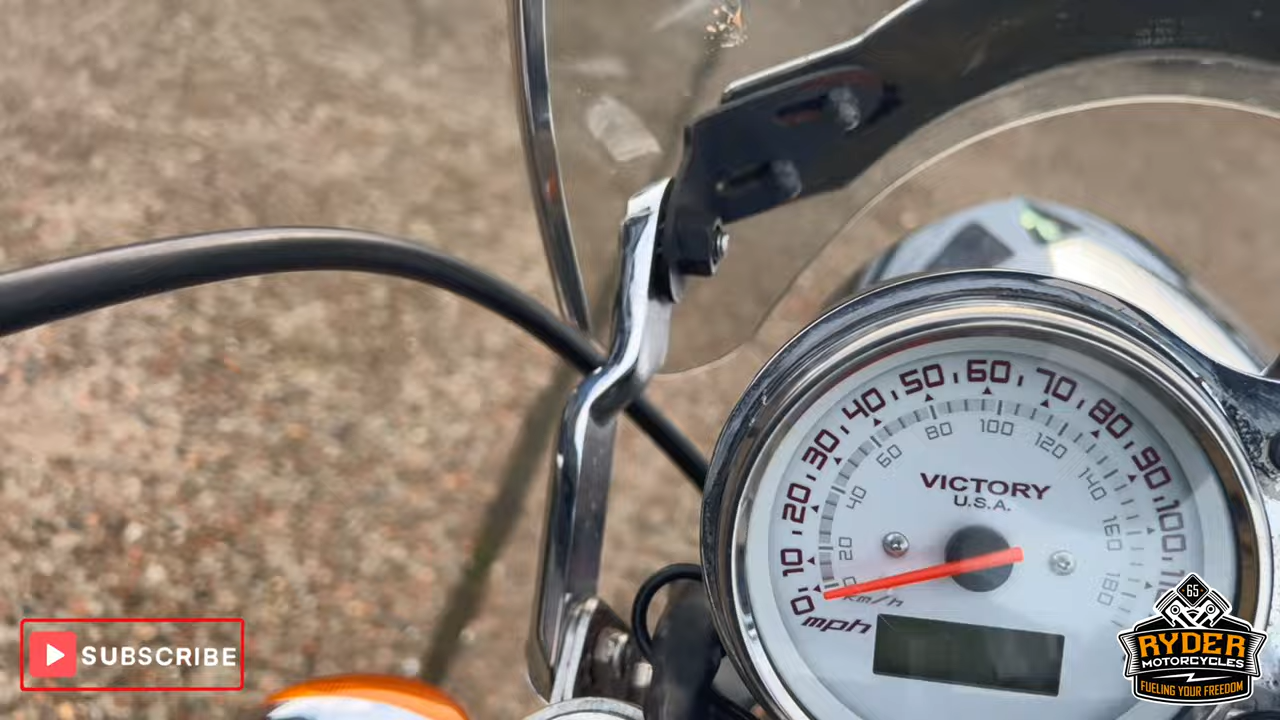 0 10 20 30 40 50 60 70 80 90 100
20 40 60 80 100 120 140 160 180
VICTORY
U.S.A.
km/h
mph
SUBSCRIBE
65
RYDER
MOTORCYCLES
FUELING YOUR FREEDOM